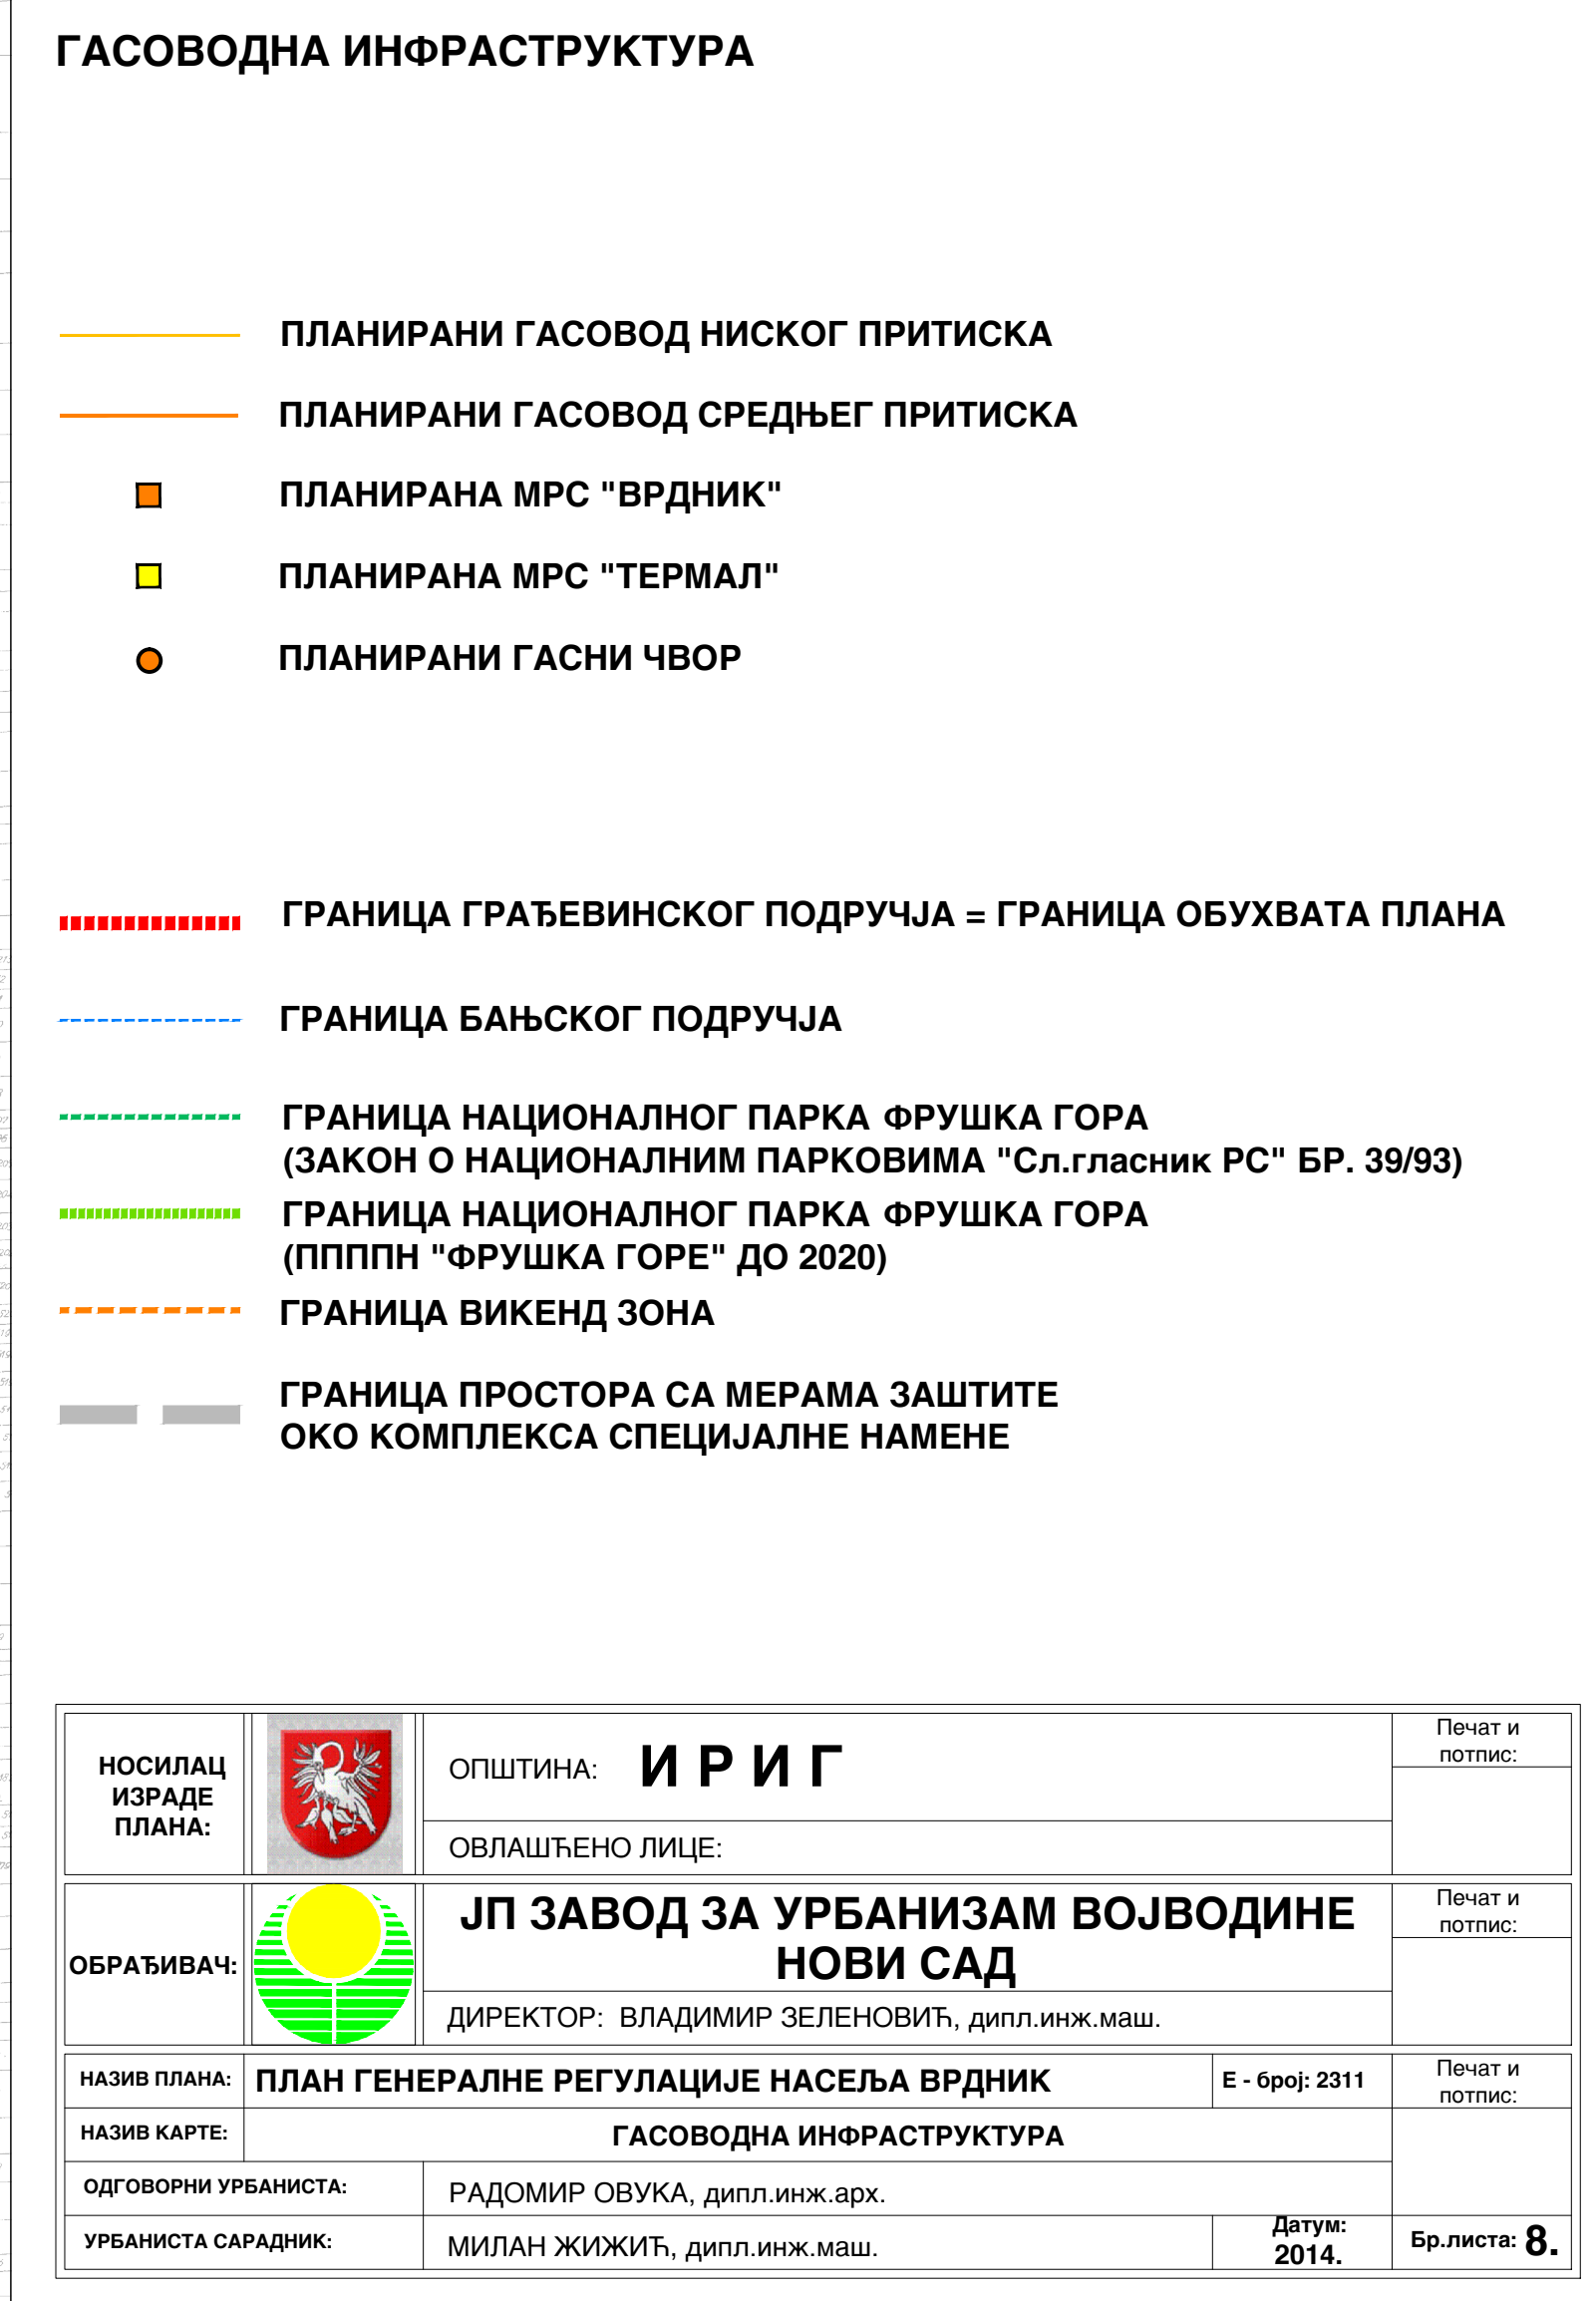 ГАСОВОДНА ИНФРАСТРУКТУРА
ПЛАНИРАНИ ГАСОВОД НИСКОГ ПРИТИСКА
ПЛАНИРАНИ ГАСОВОД СРЕДЊЕГ ПРИТИСКА
ПЛАНИРАНА МРС "ВРДНИК"
ПЛАНИРАНА МРС "ТЕРМАЛ"
ПЛАНИРАНИ ГАСНИ ЧВОР
ГРАНИЦА ГРАЂЕВИНСКОГ ПОДРУЧЈА = ГРАНИЦА ОБУХВАТА ПЛАНА
ГРАНИЦА БАЊСКОГ ПОДРУЧЈА
ГРАНИЦА НАЦИОНАЛНОГ ПАРКА ФРУШКА ГОРА
(ЗАКОН О НАЦИОНАЛНИМ ПАРКОВИМА "Сл.гласник РС" БР. 39/93)
ГРАНИЦА НАЦИОНАЛНОГ ПАРКА ФРУШКА ГОРА
(ПППППН "ФРУШКА ГОРЕ" ДО 2020)
ГРАНИЦА ВИКЕНД ЗОНА
ГРАНИЦА ПРОСТОРА СА МЕРАМА ЗАШТИТЕ
ОКО КОМПЛЕКСА СПЕЦИЈАЛНЕ НАМЕНЕ
НОСИЛАЦ
ИЗРАДЕ
ПЛАНА:
ОПШТИНА: И Р И Г
ОВЛАШЋЕНО ЛИЦЕ:
Печат и
потпис:
ОБРАЂИВАЧ:
ЈП ЗАВОД ЗА УРБАНИЗАМ ВОЈВОДИНЕ
НОВИ САД
ДИРЕКТОР: ВЛАДИМИР ЗЕЛЕНОВИЋ, дипл.инж.маш.
Печат и
потпис:
НАЗИВ ПЛАНА: ПЛАН ГЕНЕРАЛНЕ РЕГУЛАЦИЈЕ НАСЕЉА ВРДНИК Е - број: 2311
Печат и
потпис:
НАЗИВ КАРТЕ: ГАСОВОДНА ИНФРАСТРУКТУРА
ОДГОВОРНИ УРБАНИСТА: РАДОМИР ОВУКА, дипл.инж.арх.
УРБАНИСТА САРАДНИК: МИЛАН ЖИЖИЋ, дипл.инж.маш.
Датум:
2014.
Бр.листа: 8.